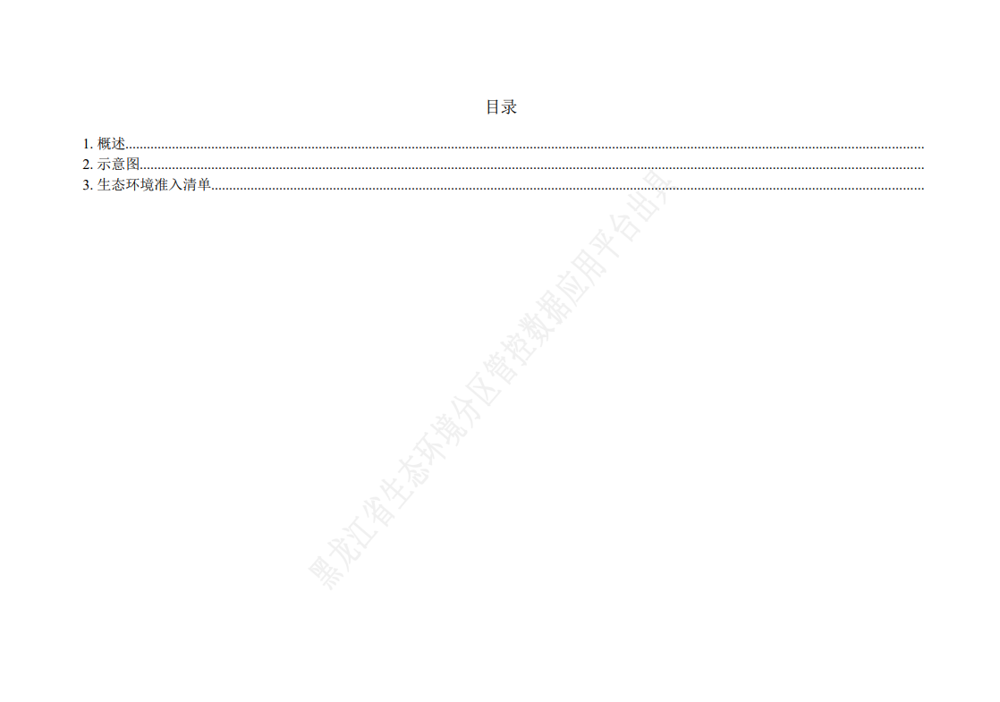 目录
1. 概述................................................................................................................................
2. 示意图................................................................................................................................
3. 生态环境准入清单................................................................................................................................
黑龙江省生态环境分区管控数据应用平台出具